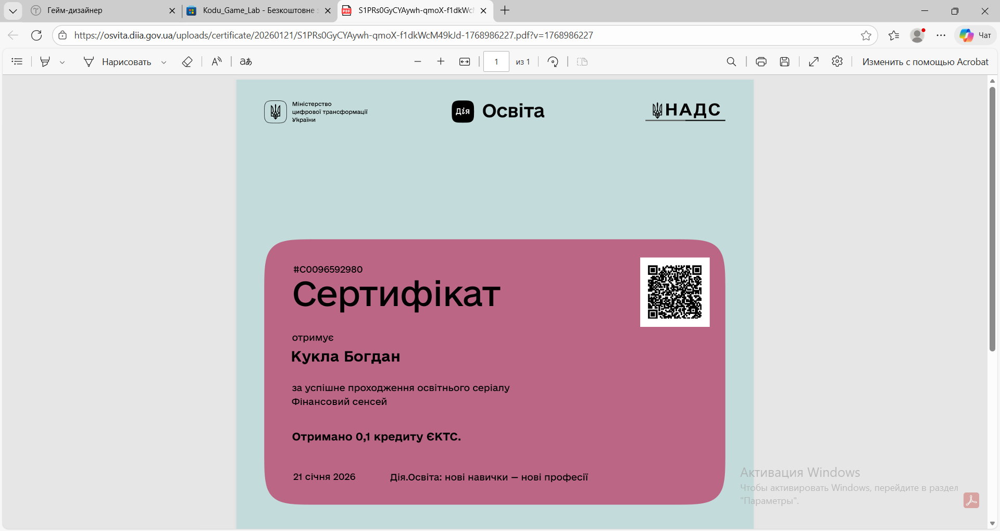 Гейм-дизайнер
Kodu_Game_Lab - Безкоштовне з
S1PRs0GyCYAywh-qmoX-f1dkWcI
https://osvita.diia.gov.ua/uploads/certificate/20260121/S1PRs0GyCYAywh-qmoX-f1dkWcM49kJd-1768986227.pdf?v=1768986227
Чат
Нарисовать
aあ
1 из 1
Изменить с помощью Acrobat
Міністерство
цифрової трансформації
України
Дія Освіта
НАДС
#C0096592980
Сертифікат
отримує
Кукла Богдан
за успішне проходження освітнього серіалу
Фінансовий сенсей
Отримано 0,1 кредиту ЄКТС.
21 січня 2026 Дія.Освіта: нові навички — нові професії
Активация Windows
Чтобы активировать Windows, перейдите в раздел
"Параметры".